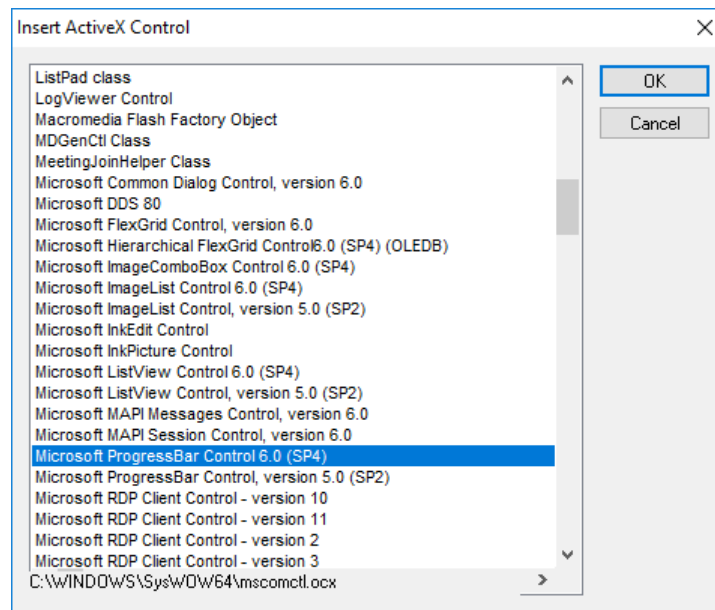 Insert ActiveX Control
ListPad class
LogViewer Control
Macromedia Flash Factory Object
MDGenCtl Class
MeetingJoinHelper Class
Microsoft Common Dialog Control, version 6.0
Microsoft DDS 80
Microsoft FlexGrid Control, version 6.0
Microsoft Hierarchical FlexGrid Control6.0 (SP4) (OLEDB)
Microsoft ImageComboBox Control 6.0 (SP4)
Microsoft ImageList Control 6.0 (SP4)
Microsoft ImageList Control, version 5.0 (SP2)
Microsoft InkEdit Control
Microsoft InkPicture Control
Microsoft ListView Control 6.0 (SP4)
Microsoft ListView Control, version 5.0 (SP2)
Microsoft MAPI Messages Control, version 6.0
Microsoft MAPI Session Control, version 6.0
Microsoft ProgressBar Control 6.0 (SP4)
Microsoft ProgressBar Control, version 5.0 (SP2)
Microsoft RDP Client Control - version 10
Microsoft RDP Client Control - version 11
Microsoft RDP Client Control - version 2
Microsoft RDP Client Control - version 3
C:\WINDOWS\SysWOW64\mscomctl.ocx
OK
Cancel